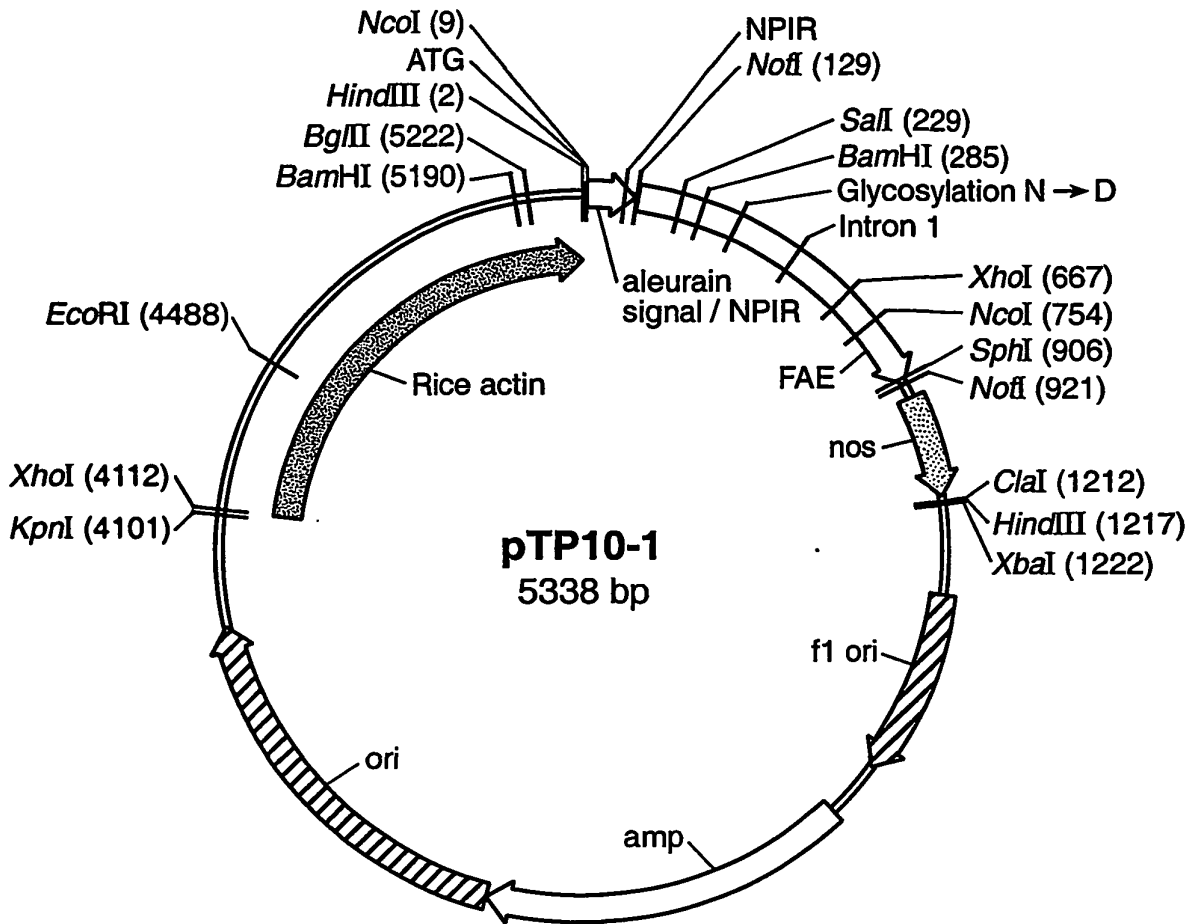 NcoI (9)
ATG
HindIII (2)
BglII (5222)
BamHI (5190)
EcoRI (4488)
XhoI (4112)
KpnI (4101)
NPIR
NotI (129)
SalI (229)
BamHI (285)
Glycosylation N → D
Intron 1
XhoI (667)
NcoI (754)
SphI (906)
NotI (921)
ClaI (1212)
HindIII (1217)
XbaI (1222)
aleurain
signal / NPIR
FAE
nos
Rice actin
pTP10-1
5338 bp
f1 ori
ori
amp